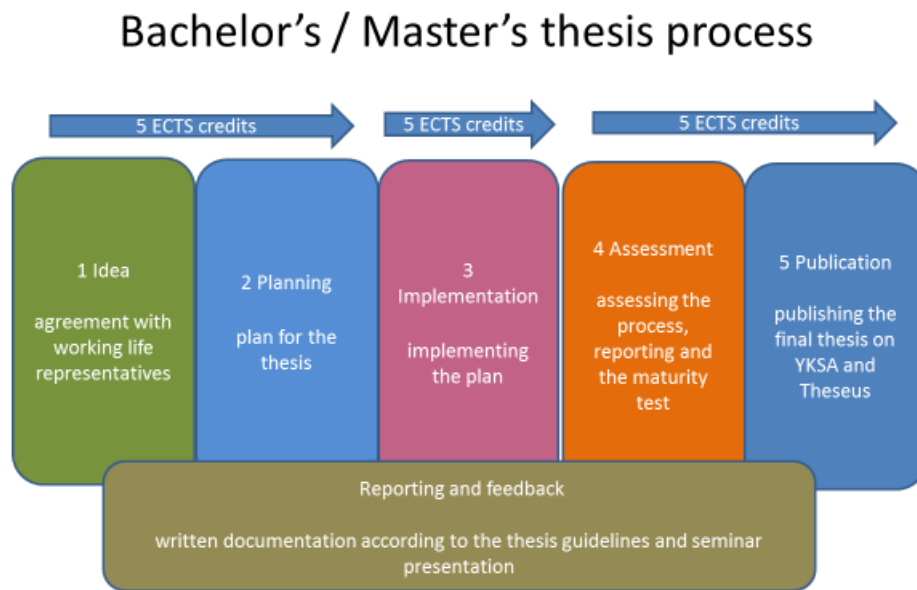 Bachelor's / Master's thesis process
5 ECTS credits
5 ECTS credits
5 ECTS credits
1 Idea
agreement with
working life
representatives
2 Planning
plan for the
thesis
3
Implementation
implementing
the plan
4 Assessment
assessing the
process,
reporting and
the maturity
test
5 Publication
publishing the
final thesis on
YKSA and
Theseus
Reporting and feedback
written documentation according to the thesis guidelines and seminar
presentation